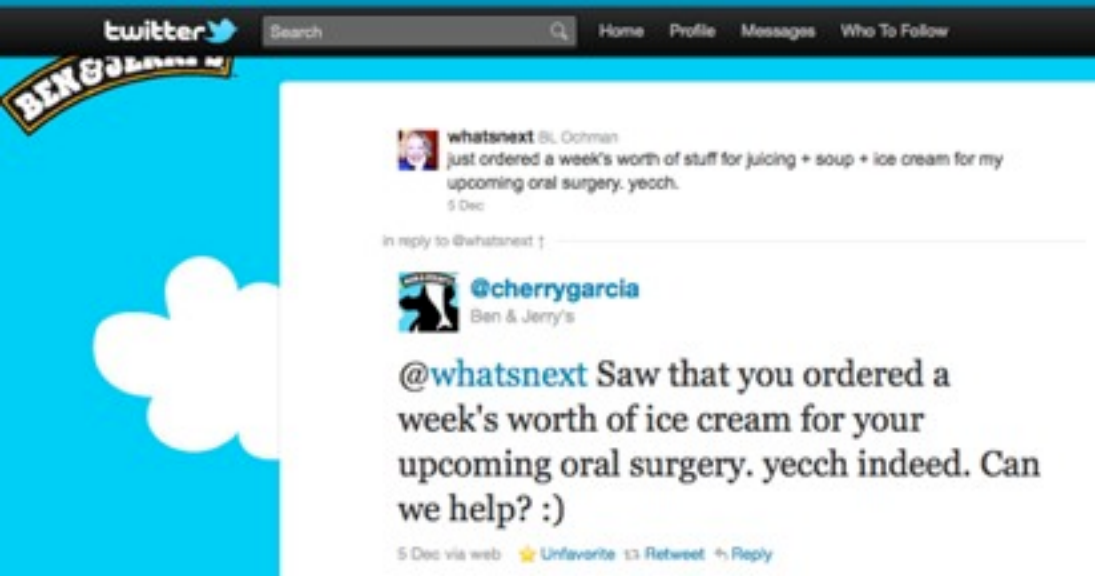 twitter Search Home Profile Messages Who To Follow
BEN & JERRY'S
whatsnext BL Ochman
just ordered a week's worth of stuff for juicing + soup + ice cream for my
upcoming oral surgery. yecch.
5 Dec
in reply to @whatsnext ↑
@cherrygarcia
Ben & Jerry's
@whatsnext Saw that you ordered a
week's worth of ice cream for your
upcoming oral surgery. yecch indeed. Can
we help? :)
5 Dec via web Unfavorite Retweet Reply